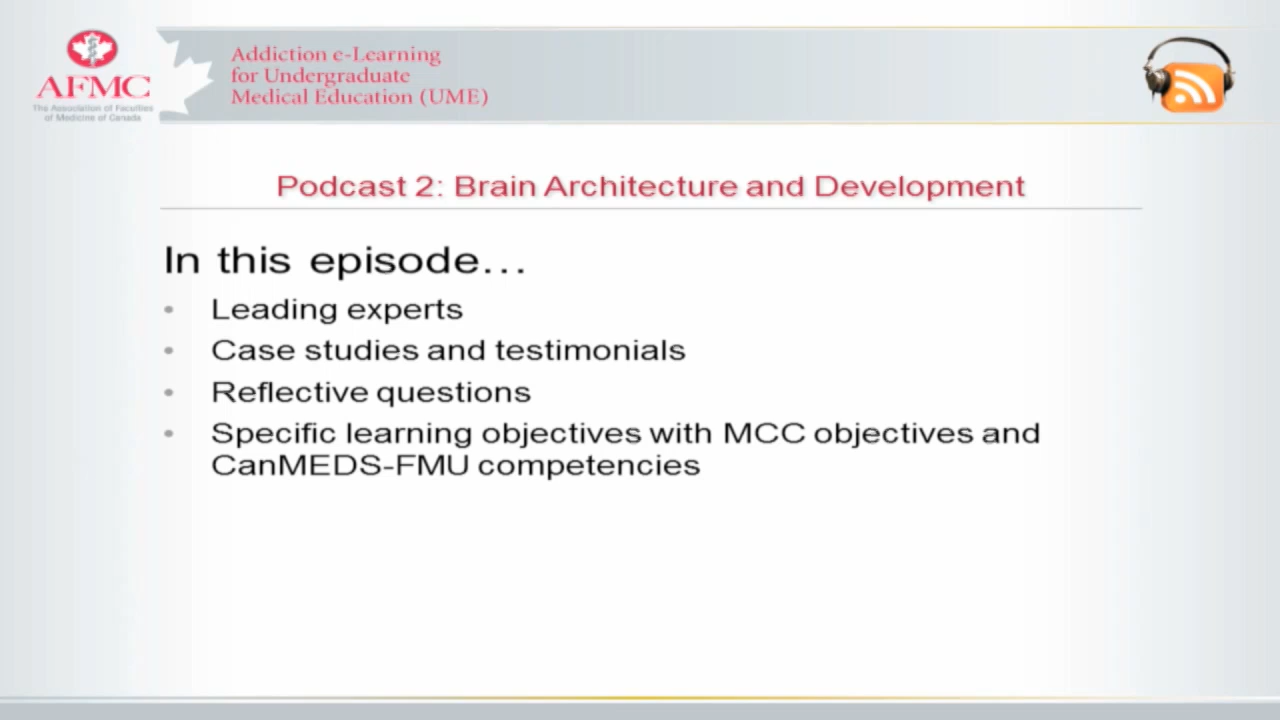 AFMC
The Association of Faculties
of Medicine of Canada
Addiction e-Learning
for Undergraduate
Medical Education (UME)
Podcast 2: Brain Architecture and Development
In this episode…
• Leading experts
• Case studies and testimonials
• Reflective questions
• Specific learning objectives with MCC objectives and
CanMEDS-FMU competencies